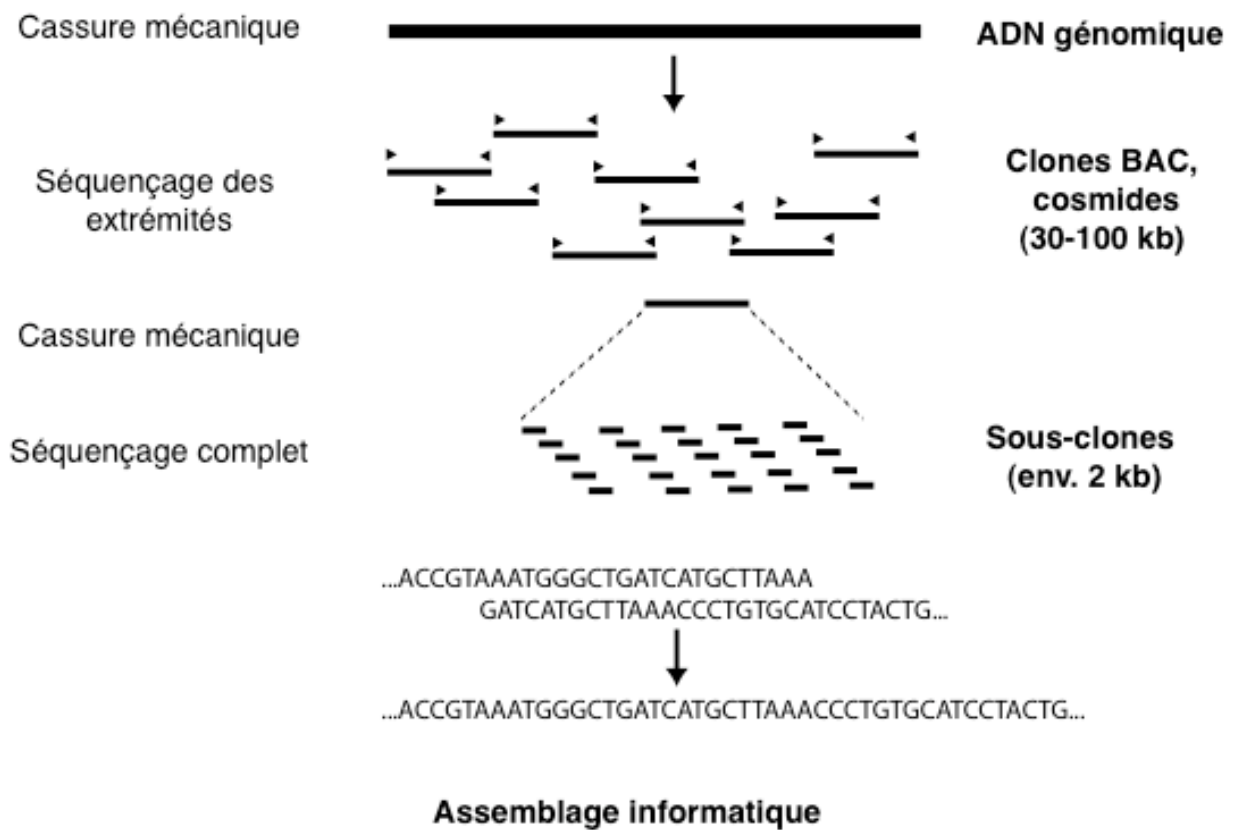 Cassure mécanique
ADN génomique
Séquençage des
extrémités
Clones BAC,
cosmides
(30-100 kb)
Cassure mécanique
Séquençage complet
Sous-clones
(env. 2 kb)
...ACCGTAAATGGGCTGATCATGCTTAAA
GATCATGCTTAAACCCTGTGCATCCTACTG...
...ACCGTAAATGGGCTGATCATGCTTAAACCCTGTGCATCCTACTG...
Assemblage informatique